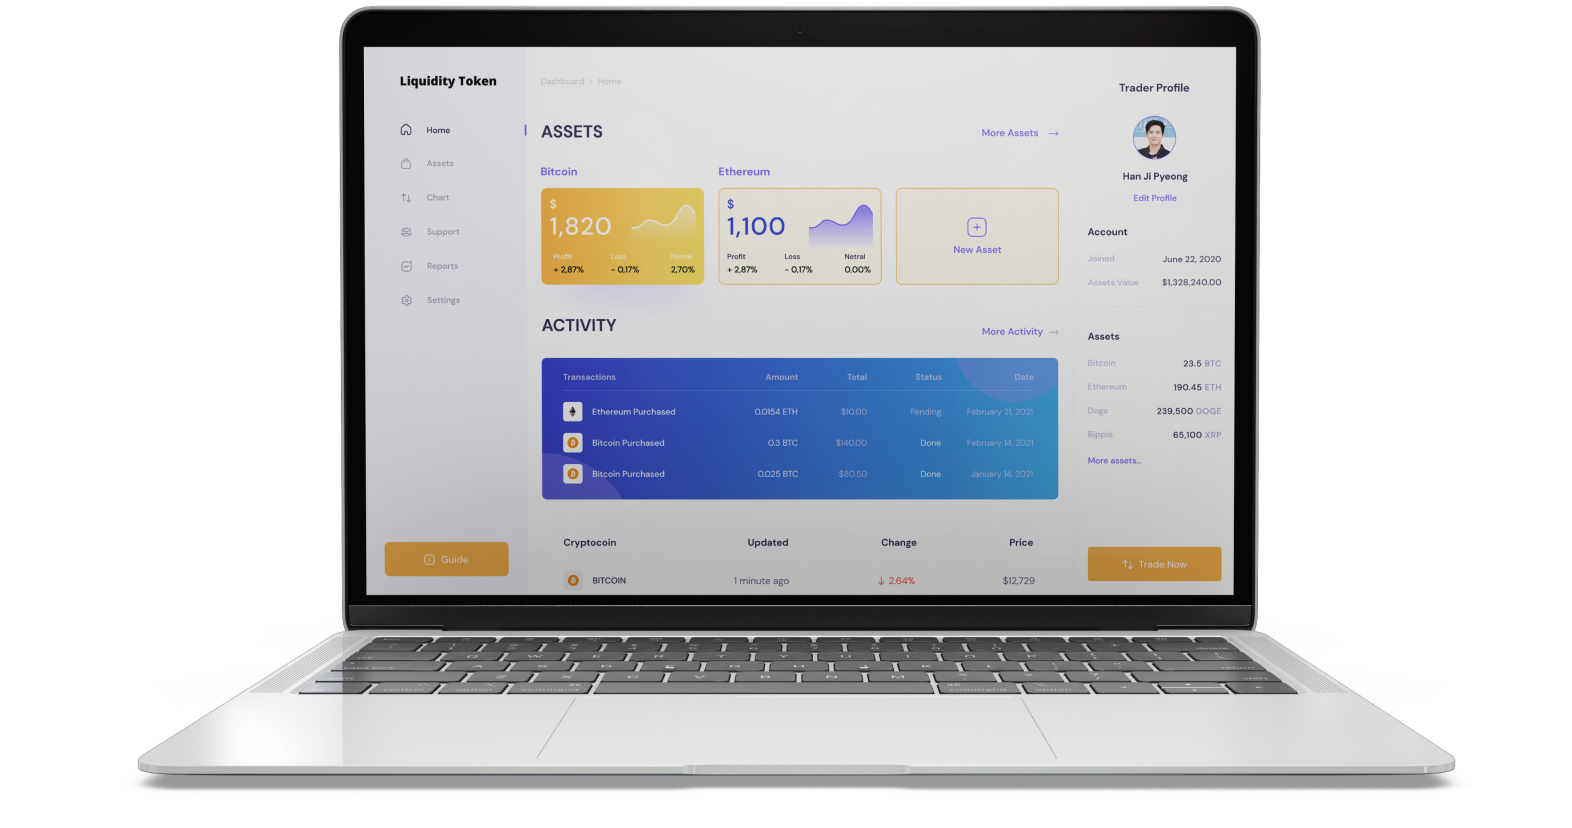 Liquidity Token
Home
Assets
Chart
Support
Reports
Settings
Guide
Dashboard > Home
ASSETS
More Assets →
Bitcoin
$
1,820
Profit Loss Netral
+ 2,87% - 0,17% 2,70%
Ethereum
$
1,100
Profit Loss Netral
+ 2,87% - 0,17% 0,00%
New Asset
ACTIVITY
More Activity →
Transactions Amount Total Status Date
Ethereum Purchased 0.0154 ETH $10.00 Pending February 21, 2021
Bitcoin Purchased 0.3 BTC $140.00 Done February 14, 2021
Bitcoin Purchased 0.025 BTC $80,50 Done January 14, 2021
Cryptocoin Updated Change Price
BITCOIN 1 minute ago ↓ 2.64% $12,729
Trader Profile
Han Ji Pyeong
Edit Profile
Account
Joined June 22, 2020
Assets Value $1,328,240.00
Assets
Bitcoin 23.5 BTC
Ethereum 190.45 ETH
Doge 239,500 DOGE
Ripple 65,100 XRP
More assets...
Trade Now